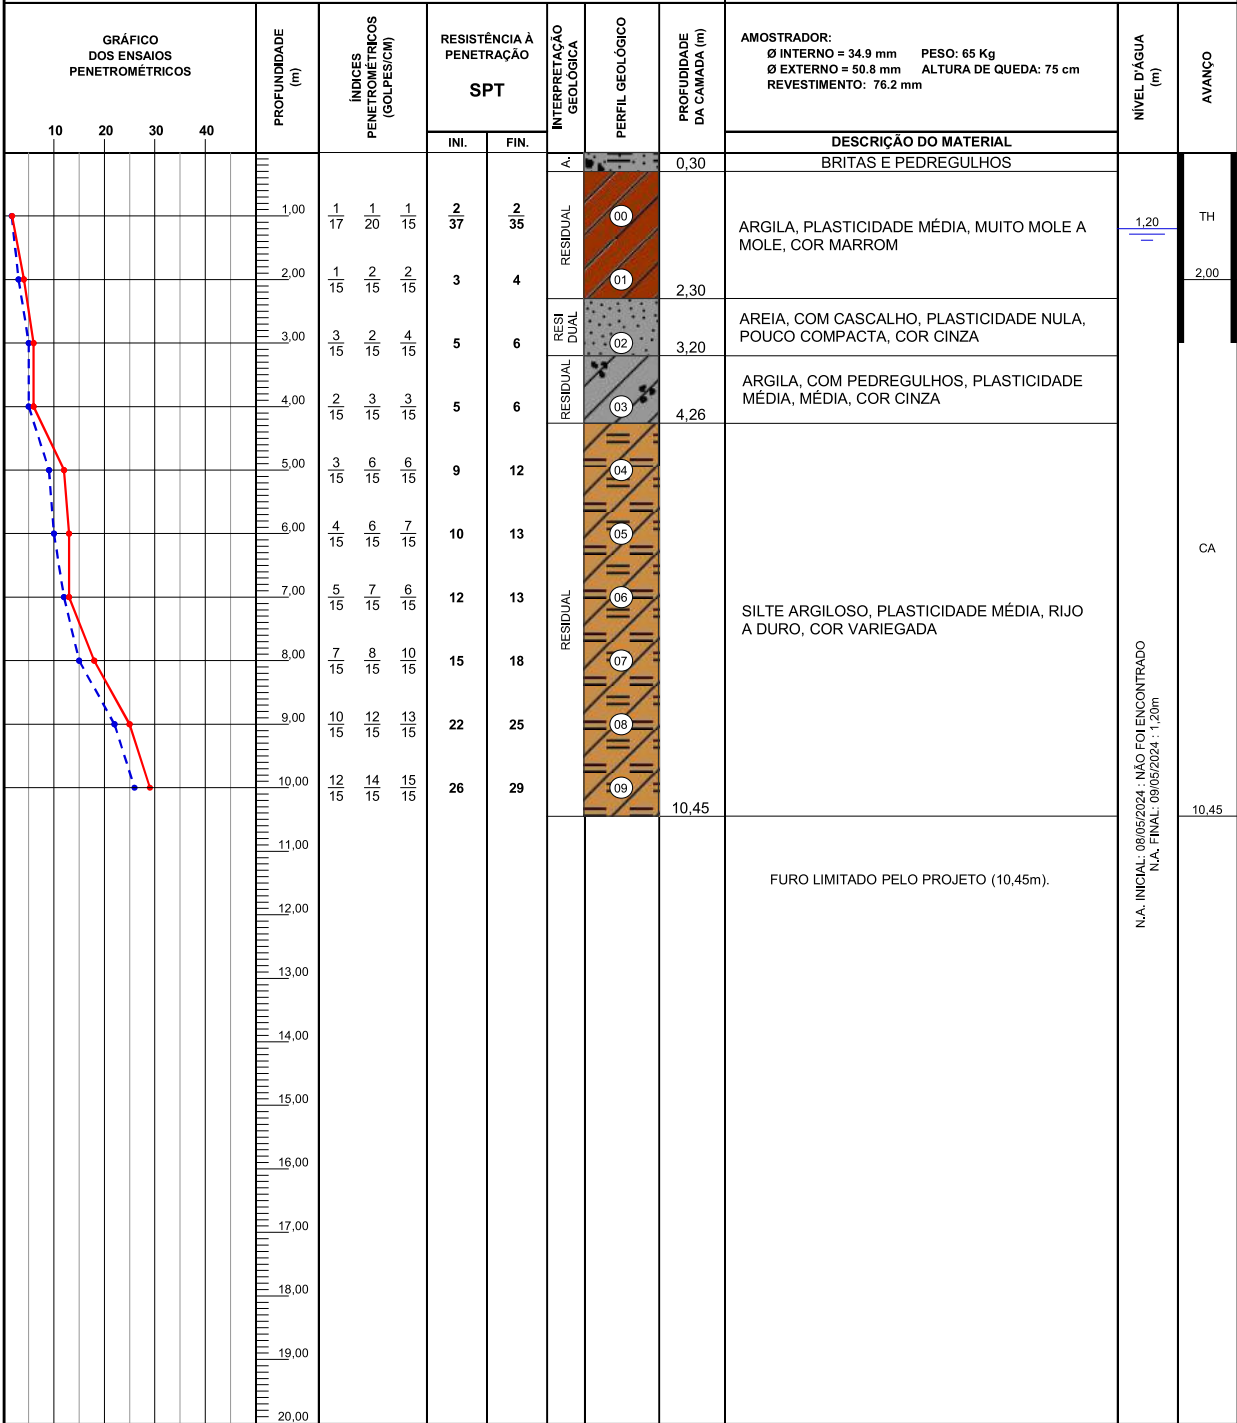 GRÁFICO
DOS ENSAIOS
PENETROMÉTRICOS
10 20 30 40
PROFUNDIDADE
(m)
ÍNDICES
PENETROMÉTRICOS
(GOLPES/CM)
RESISTÊNCIA À
PENETRAÇÃO
SPT
INI. FIN.
INTERPRETAÇÃO
GEOLÓGICA
PERFIL GEOLÓGICO
PROFUDIDADE
DA CAMADA (m)
AMOSTRADOR:
Ø INTERNO = 34.9 mm PESO: 65 Kg
Ø EXTERNO = 50.8 mm ALTURA DE QUEDA: 75 cm
REVESTIMENTO: 76.2 mm
DESCRIÇÃO DO MATERIAL
NÍVEL D'ÁGUA
(m)
AVANÇO
A. 0,30 BRITAS E PEDREGULHOS
1,00 1/17 1/20 1/15 2/37 2/35
RESIDUAL
00
ARGILA, PLASTICIDADE MÉDIA, MUITO MOLE A
MOLE, COR MARROM
1,20
TH
2,00 1/15 2/15 2/15 3 4
01
2,30
2,00
3,00 3/15 2/15 4/15 5 6
RESI
DUAL
02
3,20
AREIA, COM CASCALHO, PLASTICIDADE NULA,
POUCO COMPACTA, COR CINZA
4,00 2/15 3/15 3/15 5 6
RESIDUAL
03
4,26
ARGILA, COM PEDREGULHOS, PLASTICIDADE
MÉDIA, MÉDIA, COR CINZA
5,00 3/15 6/15 6/15 9 12
04
6,00 4/15 6/15 7/15 10 13
05
CA
7,00 5/15 7/15 6/15 12 13
RESIDUAL
06
SILTE ARGILOSO, PLASTICIDADE MÉDIA, RIJO
A DURO, COR VARIEGADA
8,00 7/15 8/15 10/15 15 18
07
9,00 10/15 12/15 13/15 22 25
08
10,00 12/15 14/15 15/15 26 29
09
10,45
10,45
N.A. INICIAL: 08/05/2024 : NÃO FOI ENCONTRADO
N.A. FINAL: 09/05/2024 : 1,20m
11,00
FURO LIMITADO PELO PROJETO (10,45m).
12,00
13,00
14,00
15,00
16,00
17,00
18,00
19,00
20,00